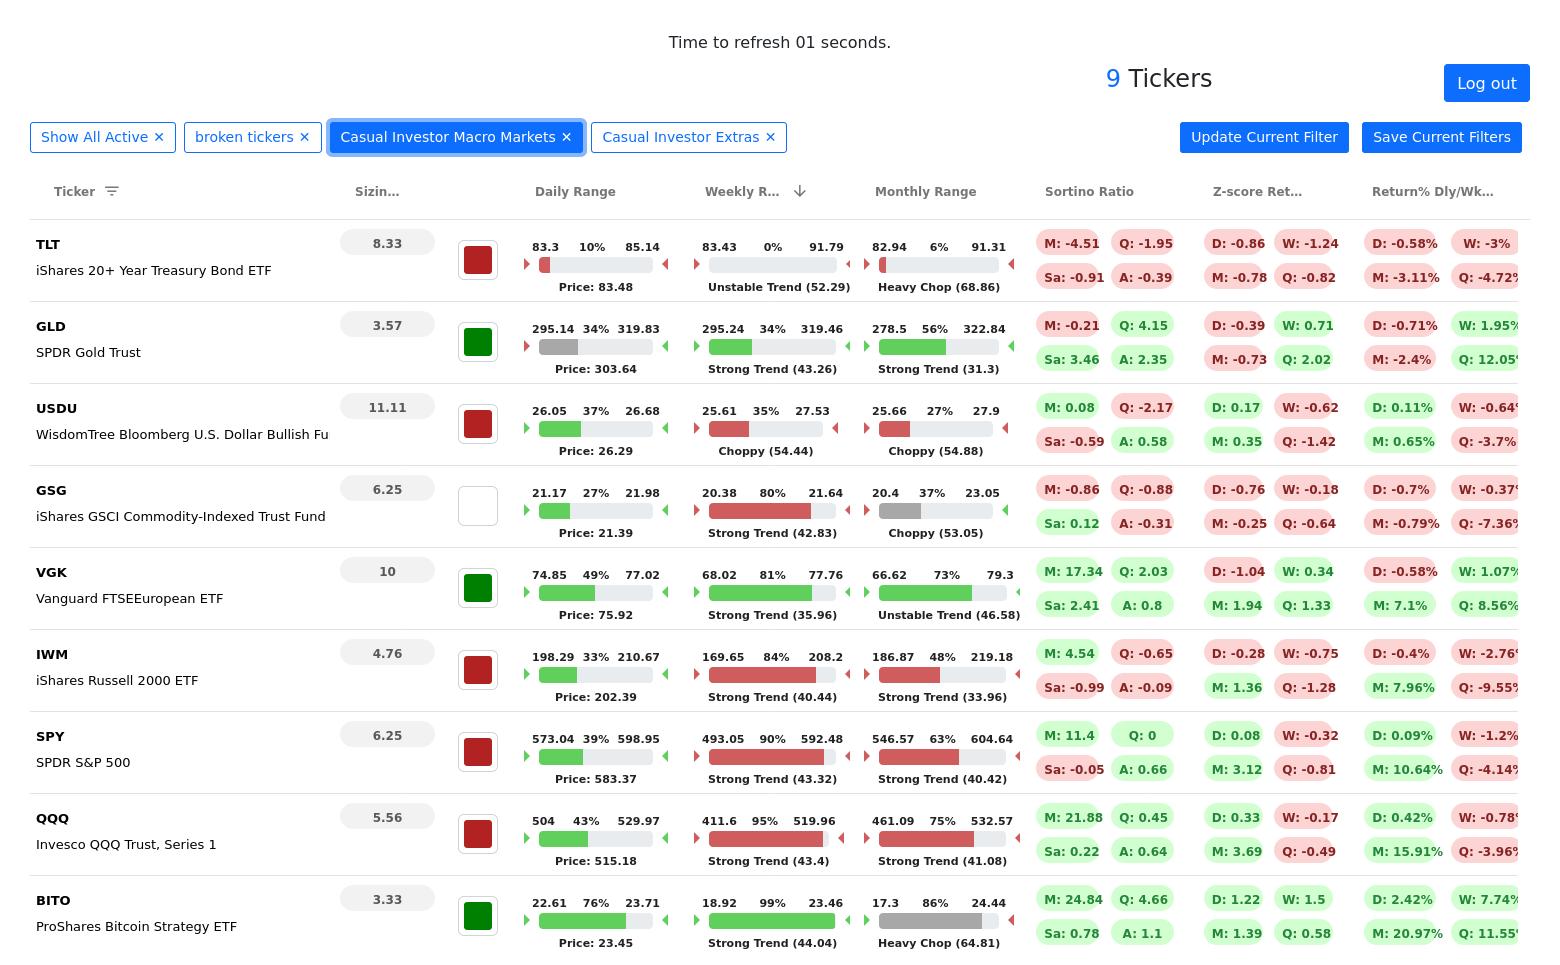 Time to refresh 01 seconds.
9 Tickers
Log out
Show All Active ✕ broken tickers ✕ Casual Investor Macro Markets ✕ Casual Investor Extras ✕ Update Current Filter Save Current Filters
Ticker Sizin... Daily Range Weekly R... Monthly Range Sortino Ratio Z-score Ret... Return% Dly/Wk...
TLT 8.33 83.3 10% 85.14 83.43 0% 91.79 82.94 6% 91.31 M: -4.51 Q: -1.95 D: -0.86 W: -1.24 D: -0.58% W: -3%
iShares 20+ Year Treasury Bond ETF Sa: -0.91 A: -0.39 M: -0.78 Q: -0.82 M: -3.11% Q: -4.72%
Price: 83.48 Unstable Trend (52.29) Heavy Chop (68.86)
GLD 3.57 295.14 34% 319.83 295.24 34% 319.46 278.5 56% 322.84 M: -0.21 Q: 4.15 D: -0.39 W: 0.71 D: -0.71% W: 1.95%
SPDR Gold Trust Sa: 3.46 A: 2.35 M: -0.73 Q: 2.02 M: -2.4% Q: 12.05%
Price: 303.64 Strong Trend (43.26) Strong Trend (31.3)
USDU 11.11 26.05 37% 26.68 25.61 35% 27.53 25.66 27% 27.9 M: 0.08 Q: -2.17 D: 0.17 W: -0.62 D: 0.11% W: -0.64%
WisdomTree Bloomberg U.S. Dollar Bullish Fu Sa: -0.59 A: 0.58 M: 0.35 Q: -1.42 M: 0.65% Q: -3.7%
Price: 26.29 Choppy (54.44) Choppy (54.88)
GSG 6.25 21.17 27% 21.98 20.38 80% 21.64 20.4 37% 23.05 M: -0.86 Q: -0.88 D: -0.76 W: -0.18 D: -0.7% W: -0.37%
iShares GSCI Commodity-Indexed Trust Fund Sa: 0.12 A: -0.31 M: -0.25 Q: -0.64 M: -0.79% Q: -7.36%
Price: 21.39 Strong Trend (42.83) Choppy (53.05)
VGK 10 74.85 49% 77.02 68.02 81% 77.76 66.62 73% 79.3 M: 17.34 Q: 2.03 D: -1.04 W: 0.34 D: -0.58% W: 1.07%
Vanguard FTSEEuropean ETF Sa: 2.41 A: 0.8 M: 1.94 Q: 1.33 M: 7.1% Q: 8.56%
Price: 75.92 Strong Trend (35.96) Unstable Trend (46.58)
IWM 4.76 198.29 33% 210.67 169.65 84% 208.2 186.87 48% 219.18 M: 4.54 Q: -0.65 D: -0.28 W: -0.75 D: -0.4% W: -2.76%
iShares Russell 2000 ETF Sa: -0.99 A: -0.09 M: 1.36 Q: -1.28 M: 7.96% Q: -9.55%
Price: 202.39 Strong Trend (40.44) Strong Trend (33.96)
SPY 6.25 573.04 39% 598.95 493.05 90% 592.48 546.57 63% 604.64 M: 11.4 Q: 0 D: 0.08 W: -0.32 D: 0.09% W: -1.2%
SPDR S&P 500 Sa: -0.05 A: 0.66 M: 3.12 Q: -0.81 M: 10.64% Q: -4.14%
Price: 583.37 Strong Trend (43.32) Strong Trend (40.42)
QQQ 5.56 504 43% 529.97 411.6 95% 519.96 461.09 75% 532.57 M: 21.88 Q: 0.45 D: 0.33 W: -0.17 D: 0.42% W: -0.78%
Invesco QQQ Trust, Series 1 Sa: 0.22 A: 0.64 M: 3.69 Q: -0.49 M: 15.91% Q: -3.96%
Price: 515.18 Strong Trend (43.4) Strong Trend (41.08)
BITO 3.33 22.61 76% 23.71 18.92 99% 23.46 17.3 86% 24.44 M: 24.84 Q: 4.66 D: 1.22 W: 1.5 D: 2.42% W: 7.74%
ProShares Bitcoin Strategy ETF Sa: 0.78 A: 1.1 M: 1.39 Q: 0.58 M: 20.97% Q: 11.55%
Price: 23.45 Strong Trend (44.04) Heavy Chop (64.81)